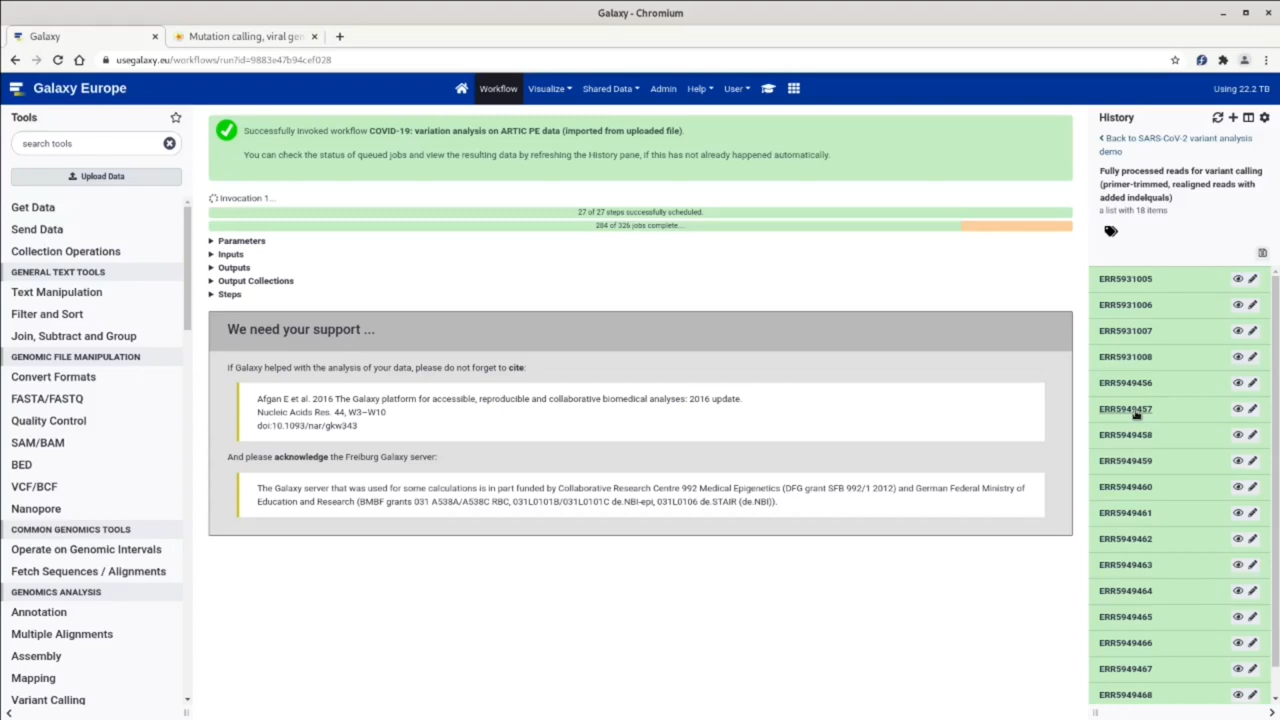 Galaxy - Chromium
Galaxy
Mutation calling, viral gen
usegalaxy.eu/workflows/run?id=9883e47b94cef028
Galaxy Europe
Workflow
Visualize
Shared Data
Admin
Help
User
Using 22.2 TB
Tools
search tools
Upload Data
Get Data
Send Data
Collection Operations
GENERAL TEXT TOOLS
Text Manipulation
Filter and Sort
Join, Subtract and Group
GENOMIC FILE MANIPULATION
Convert Formats
FASTA/FASTQ
Quality Control
SAM/BAM
BED
VCF/BCF
Nanopore
COMMON GENOMICS TOOLS
Operate on Genomic Intervals
Fetch Sequences / Alignments
GENOMICS ANALYSIS
Annotation
Multiple Alignments
Assembly
Mapping
Variant Calling
Successfully invoked workflow COVID-19: variation analysis on ARTIC PE data (imported from uploaded file).
You can check the status of queued jobs and view the resulting data by refreshing the History pane, if this has not already happened automatically.
Invocation 1...
27 of 27 steps successfully scheduled.
284 of 326 jobs complete...
Parameters
Inputs
Outputs
Output Collections
Steps
We need your support ...
If Galaxy helped with the analysis of your data, please do not forget to cite:
Afgan E et al. 2016 The Galaxy platform for accessible, reproducible and collaborative biomedical analyses: 2016 update.
Nucleic Acids Res. 44, W3–W10
doi:10.1093/nar/gkw343
And please acknowledge the Freiburg Galaxy server:
The Galaxy server that was used for some calculations is in part funded by Collaborative Research Centre 992 Medical Epigenetics (DFG grant SFB 992/1 2012) and German Federal Ministry of
Education and Research (BMBF grants 031 A538A/A538C RBC, 031L0101B/031L0101C de.NBI-epi, 031L0106 de.STAIR (de.NBI)).
History
Back to SARS-CoV-2 variant analysis
demo
Fully processed reads for variant calling
(primer-trimmed, realigned reads with
added indelquals)
a list with 18 items
ERR5931005
ERR5931006
ERR5931007
ERR5931008
ERR5949456
ERR5949457
ERR5949458
ERR5949459
ERR5949460
ERR5949461
ERR5949462
ERR5949463
ERR5949464
ERR5949465
ERR5949466
ERR5949467
ERR5949468